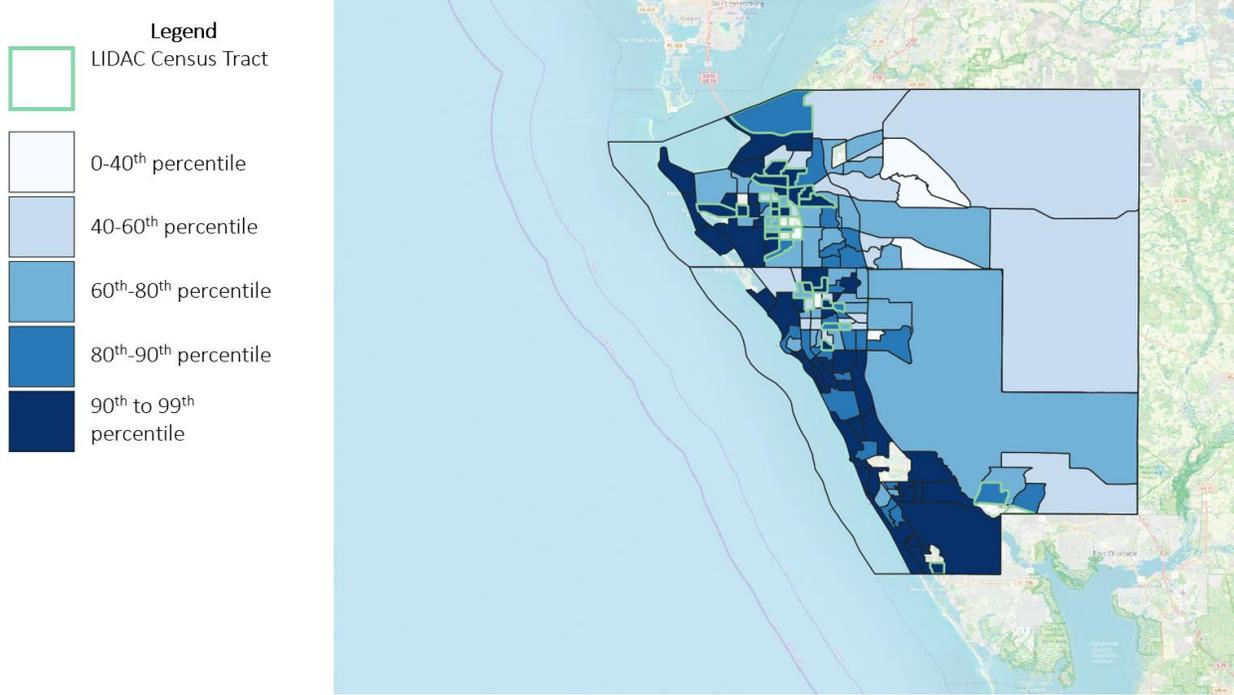 Legend
LIDAC Census Tract
0-40th percentile
40-60th percentile
60th-80th percentile
80th-90th percentile
90th to 99th
percentile